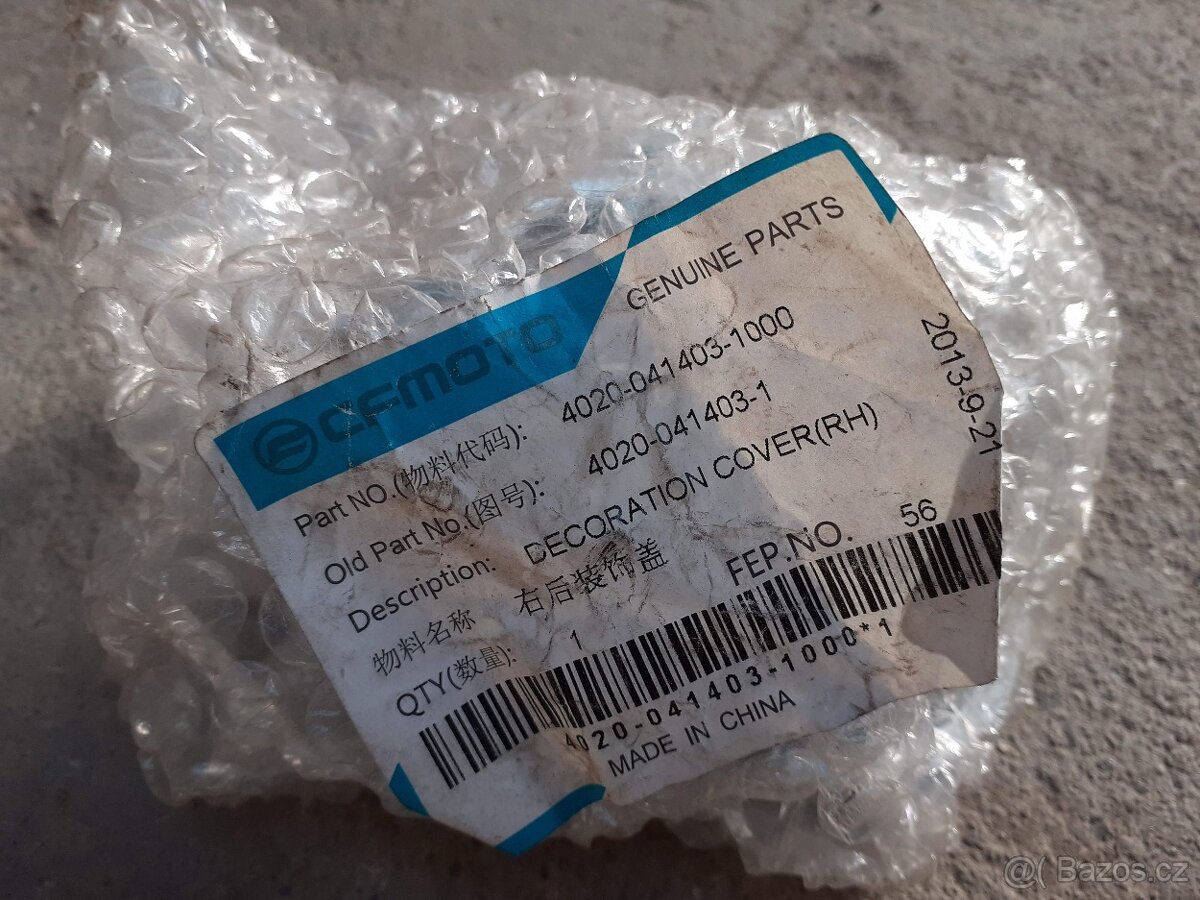 CFMOTO
GENUINE PARTS
Part NO.(物料代码): 4020-041403-1000
Old Part No.(图号): 4020-041403-1
Description: DECORATION COVER(RH)
物料名称 右后装饰盖
QTY(数量): 1 FEP.NO. 56
2013-9-21
4020-041403-1000*1
MADE IN CHINA
@( Bazos.cz